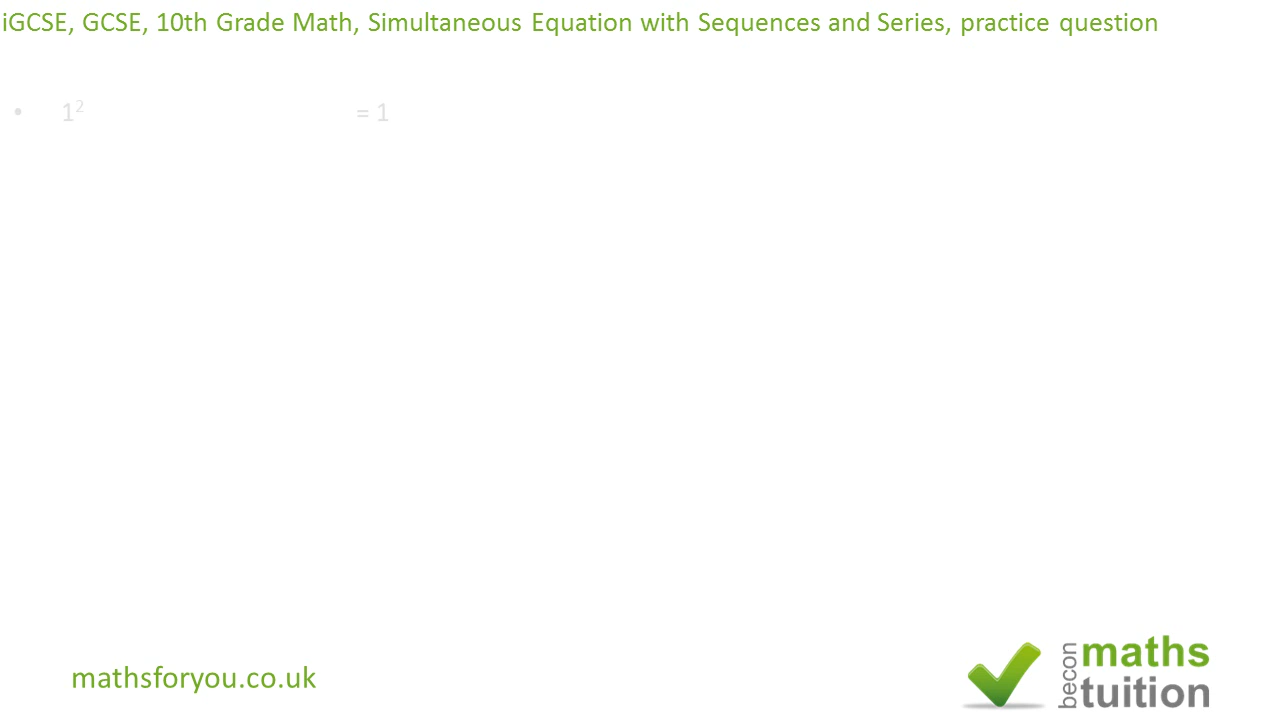 iGCSE, GCSE, 10th Grade Math, Simultaneous Equation with Sequences and Series, practice question
• 1² = 1
mathsforyou.co.uk
becon
maths
tuition